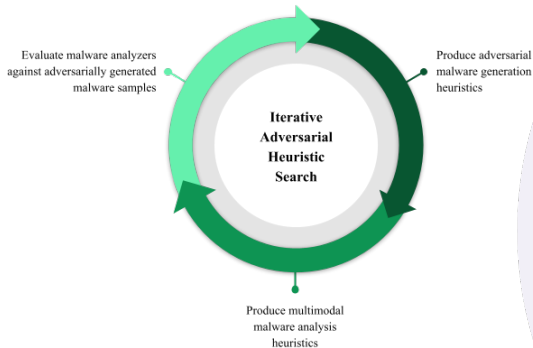 Evaluate malware analyzers
against adversarially generated
malware samples
Produce adversarial
malware generation
heuristics
Iterative
Adversarial
Heuristic
Search
Produce multimodal
malware analysis
heuristics